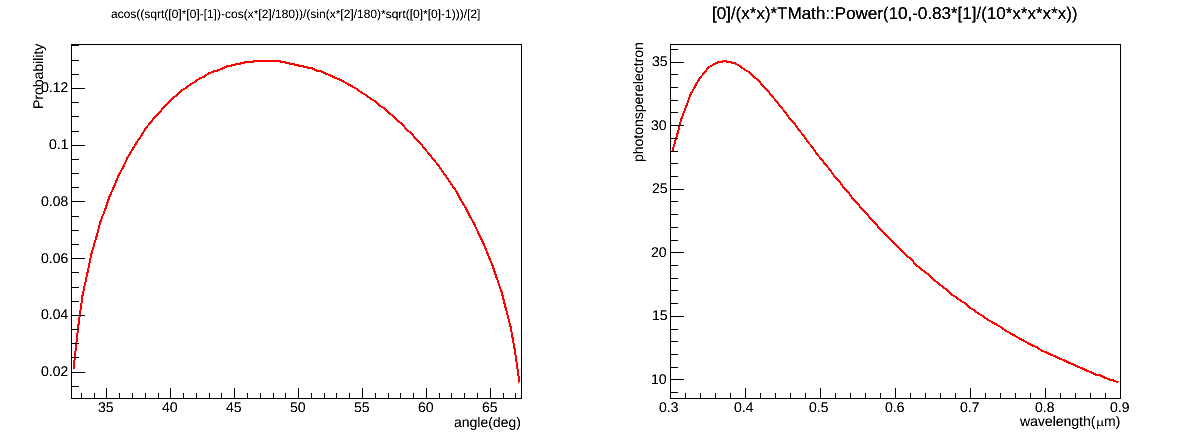 acos((sqrt([0]*[0]-[1])-cos(x*[2]/180))/(sin(x*[2]/180)*sqrt([0]*[0]-1)))/[2]
Probability
0.12
0.1
0.08
0.06
0.04
0.02
35 40 45 50 55 60 65
angle(deg)
[0]/(x*x)*TMath::Power(10,-0.83*[1]/(10*x*x*x*x))
photonsperelectron
35
30
25
20
15
10
0.3 0.4 0.5 0.6 0.7 0.8 0.9
wavelength(μm)